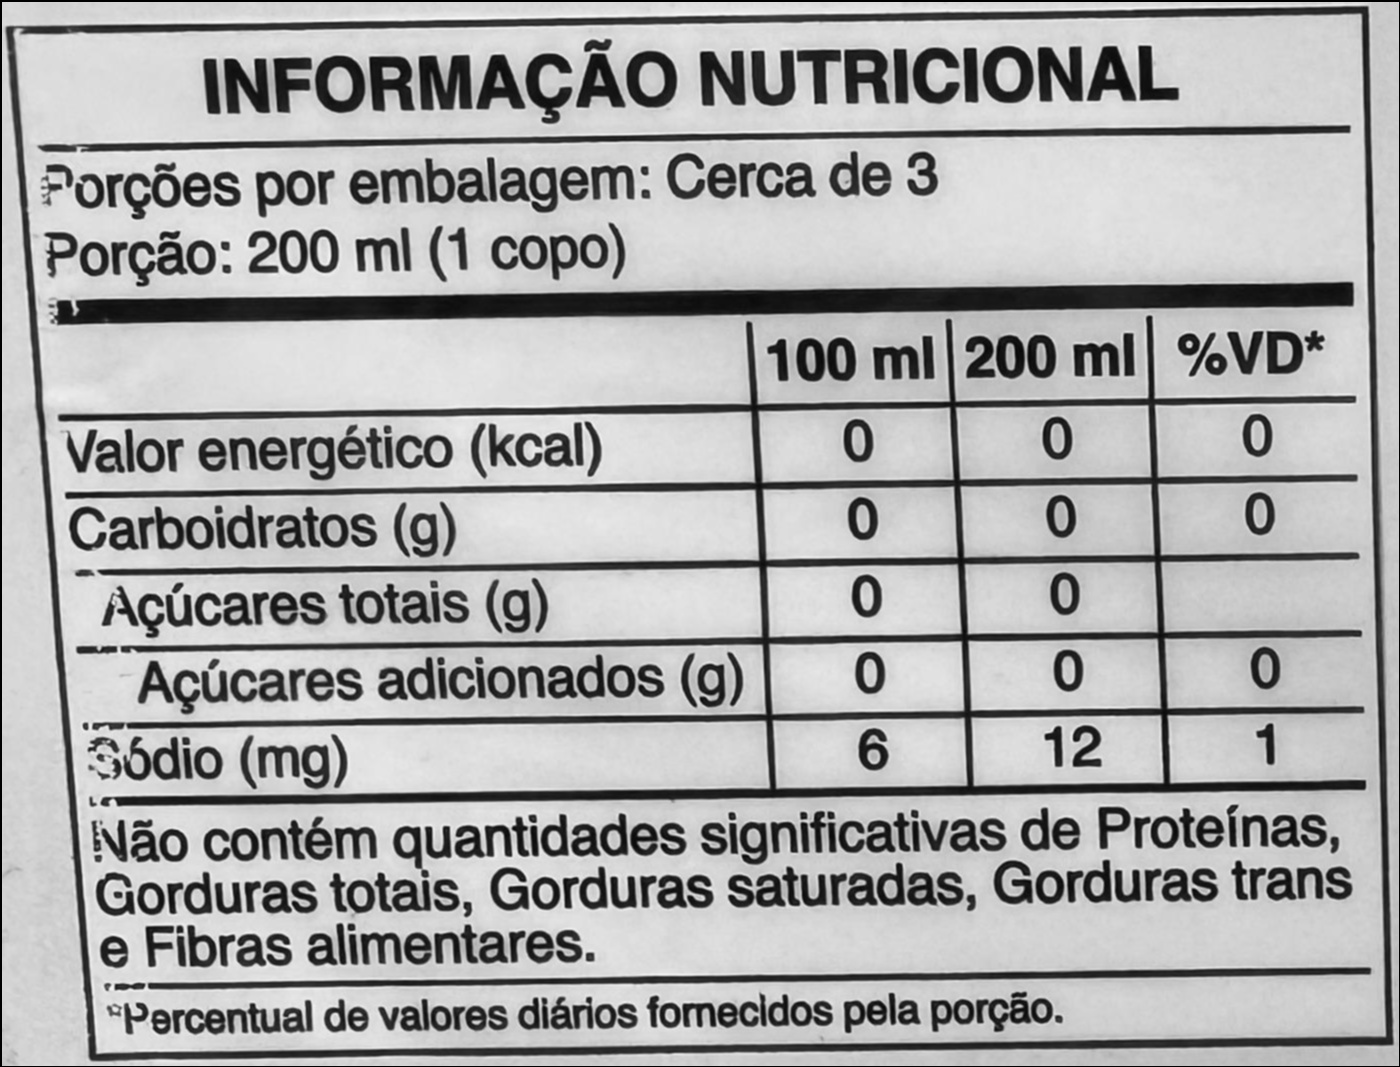 INFORMAÇÃO NUTRICIONAL
Porções por embalagem: Cerca de 3
Porção: 200 ml (1 copo)
100 ml 200 ml %VD*
Valor energético (kcal) 0 0 0
Carboidratos (g) 0 0 0
Açúcares totais (g) 0 0
Açúcares adicionados (g) 0 0 0
Sódio (mg) 6 12 1
Não contém quantidades significativas de Proteínas,
Gorduras totais, Gorduras saturadas, Gorduras trans
e Fibras alimentares.
*Percentual de valores diários fornecidos pela porção.